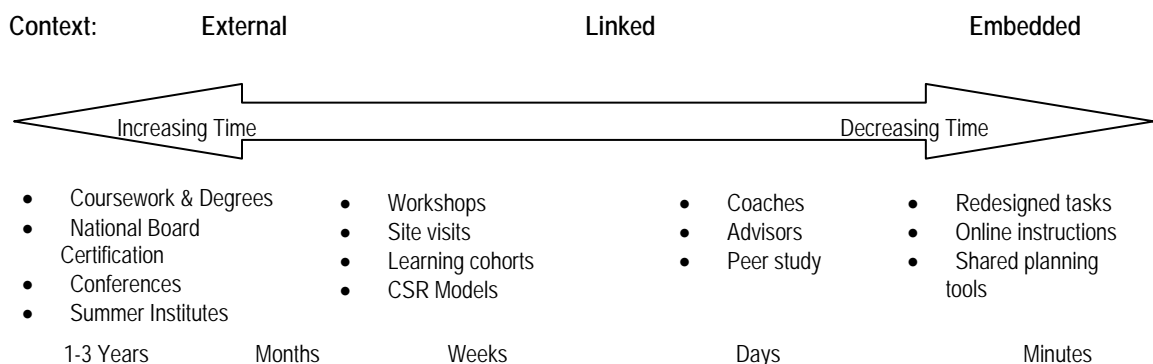 Context: External Linked Embedded
Increasing Time Decreasing Time
• Coursework & Degrees
• National Board
Certification
• Conferences
• Summer Institutes
• Workshops
• Site visits
• Learning cohorts
• CSR Models
• Coaches
• Advisors
• Peer study
• Redesigned tasks
• Online instructions
• Shared planning
tools
1-3 Years Months Weeks Days Minutes